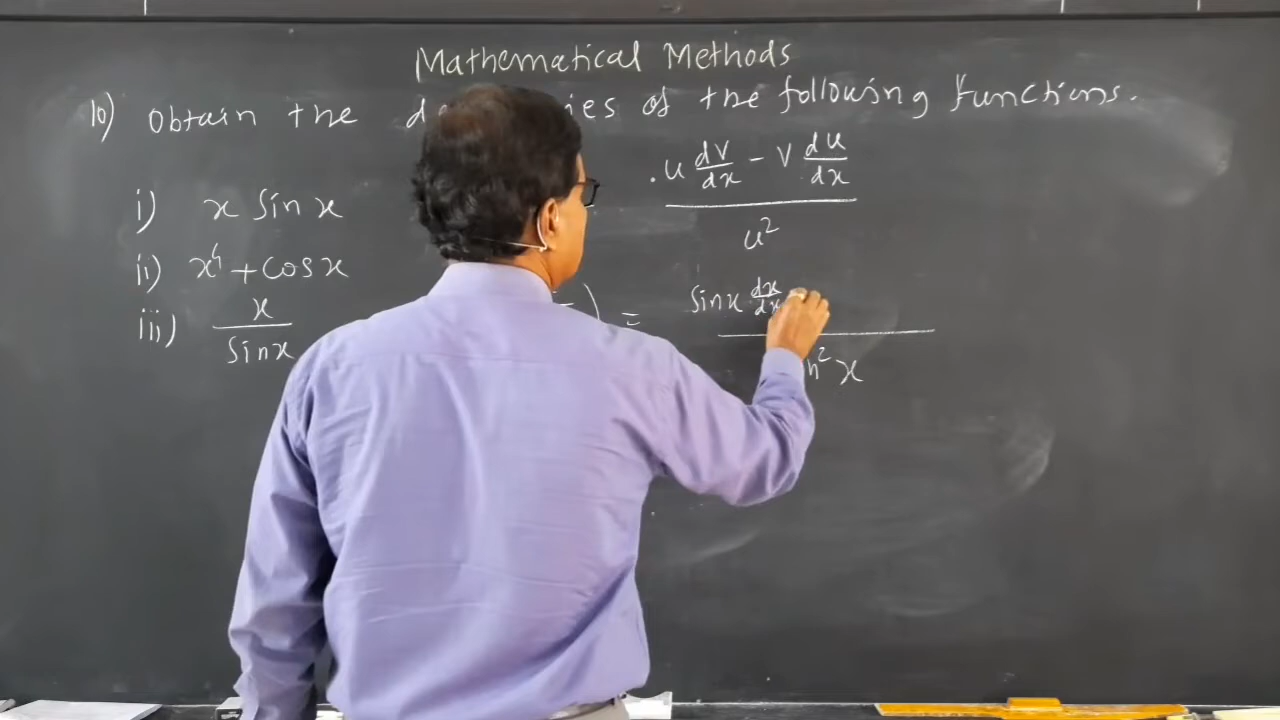 Mathematical Methods
10) Obtain the of the following functions.
i) x Sin x
ii) x⁴ + cos x
iii) x / Sin x
u dv/dx - v du/dx
u²
) = Sin x dx/dx
x